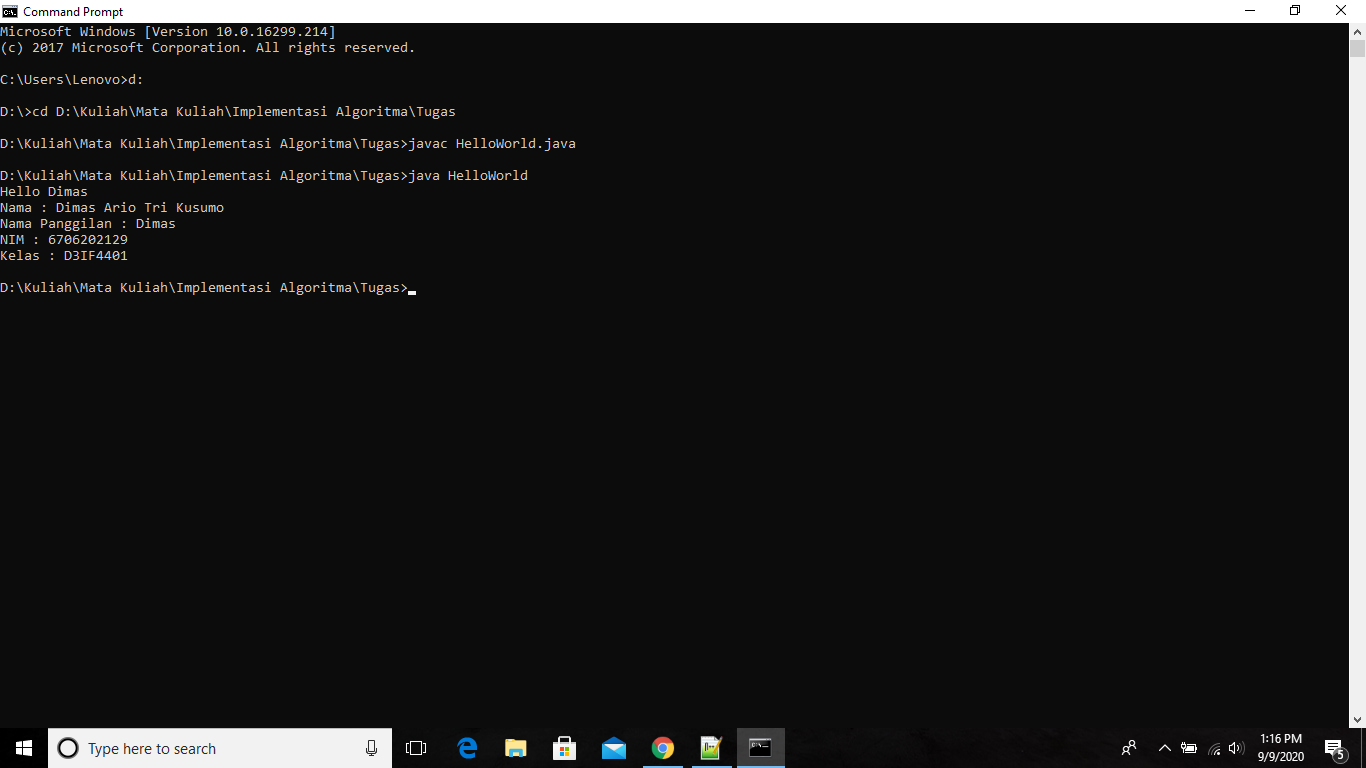 Command Prompt
Microsoft Windows [Version 10.0.16299.214]
(c) 2017 Microsoft Corporation. All rights reserved.
C:\Users\Lenovo>d:
D:\>cd D:\Kuliah\Mata Kuliah\Implementasi Algoritma\Tugas
D:\Kuliah\Mata Kuliah\Implementasi Algoritma\Tugas>javac HelloWorld.java
D:\Kuliah\Mata Kuliah\Implementasi Algoritma\Tugas>java HelloWorld
Hello Dimas
Nama : Dimas Ario Tri Kusumo
Nama Panggilan : Dimas
NIM : 6706202129
Kelas : D3IF4401
D:\Kuliah\Mata Kuliah\Implementasi Algoritma\Tugas>
Type here to search
1:16 PM
9/9/2020
5